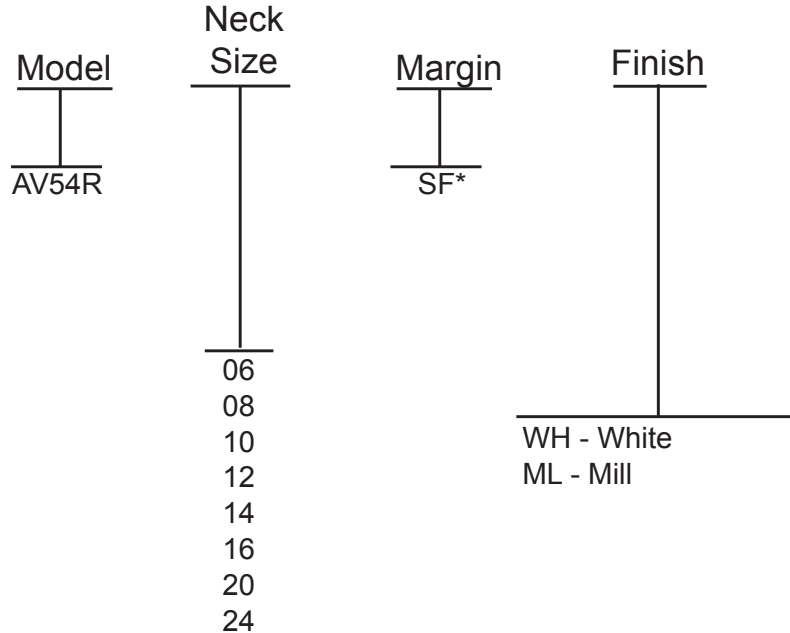 Neck
Size
Model
Margin
Finish
AV54R
SF*
06
08
10
12
14
16
20
24
WH - White
ML - Mill